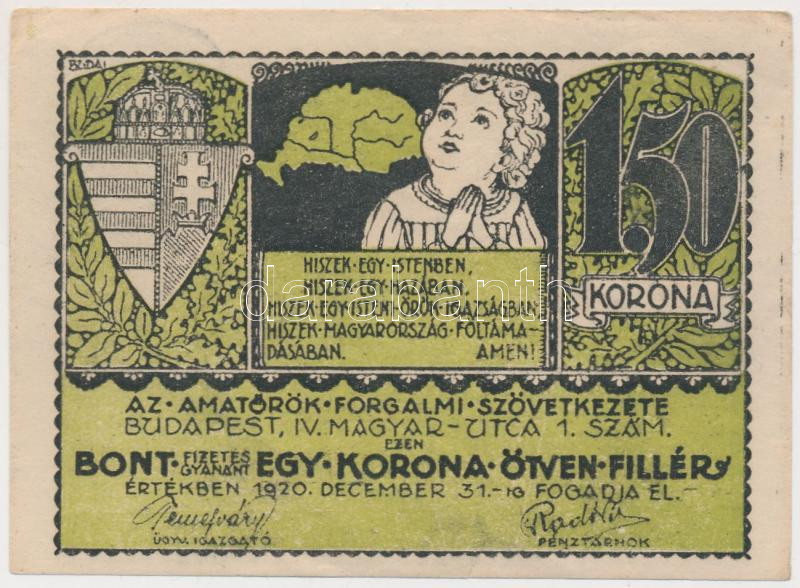 BUDAI
1,50
KORONA
HISZEK·EGY·ISTENBEN,
HISZEK·EGY·HAZÁBAN,
HISZEK·EGY·ISTENI·ÖRÖK·IGAZSÁGBAN·
HISZEK·MAGYARORSZÁG·FÖLTÁMA-
DÁSÁBAN. AMEN!
darabanth
AZ·AMATŐRÖK·FORGALMI·SZÖVETKEZETE
BUDAPEST, IV. MAGYAR-UTCA 1. SZÁM.
EZEN
BONT·FIZETÉS GYANÁNT EGY·KORONA·ÖTVEN·FILLÉR
ÉRTÉKBEN 1920. DECEMBER 31.-IG FOGADJA EL.-
Temesváry
ÜGYV. IGAZGATÓ
PÉNZTÁRNOK